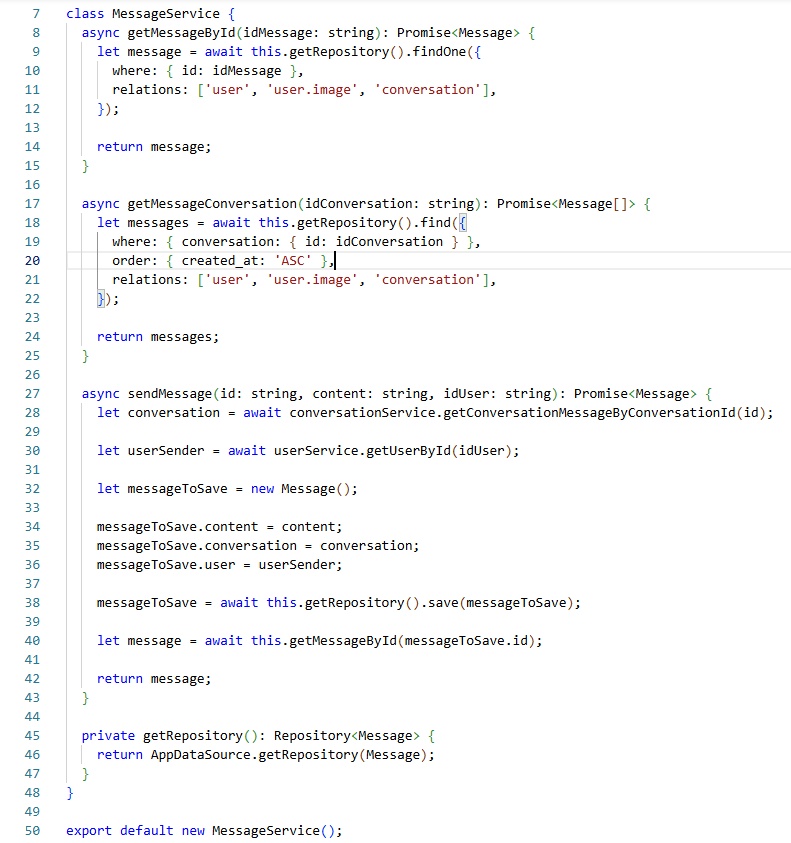 7 class MessageService {
8   async getMessageById(idMessage: string): Promise<Message> {
9     let message = await this.getRepository().findOne({
10       where: { id: idMessage },
11       relations: ['user', 'user.image', 'conversation'],
12     });
13
14     return message;
15   }
16
17   async getMessageConversation(idConversation: string): Promise<Message[]> {
18     let messages = await this.getRepository().find({
19       where: { conversation: { id: idConversation } },
20       order: { created_at: 'ASC' },
21       relations: ['user', 'user.image', 'conversation'],
22     });
23
24     return messages;
25   }
26
27   async sendMessage(id: string, content: string, idUser: string): Promise<Message> {
28     let conversation = await conversationService.getConversationMessageByConversationId(id);
29
30     let userSender = await userService.getUserById(idUser);
31
32     let messageToSave = new Message();
33
34     messageToSave.content = content;
35     messageToSave.conversation = conversation;
36     messageToSave.user = userSender;
37
38     messageToSave = await this.getRepository().save(messageToSave);
39
40     let message = await this.getMessageById(messageToSave.id);
41
42     return message;
43   }
44
45   private getRepository(): Repository<Message> {
46     return AppDataSource.getRepository(Message);
47   }
48 }
49
50 export default new MessageService();